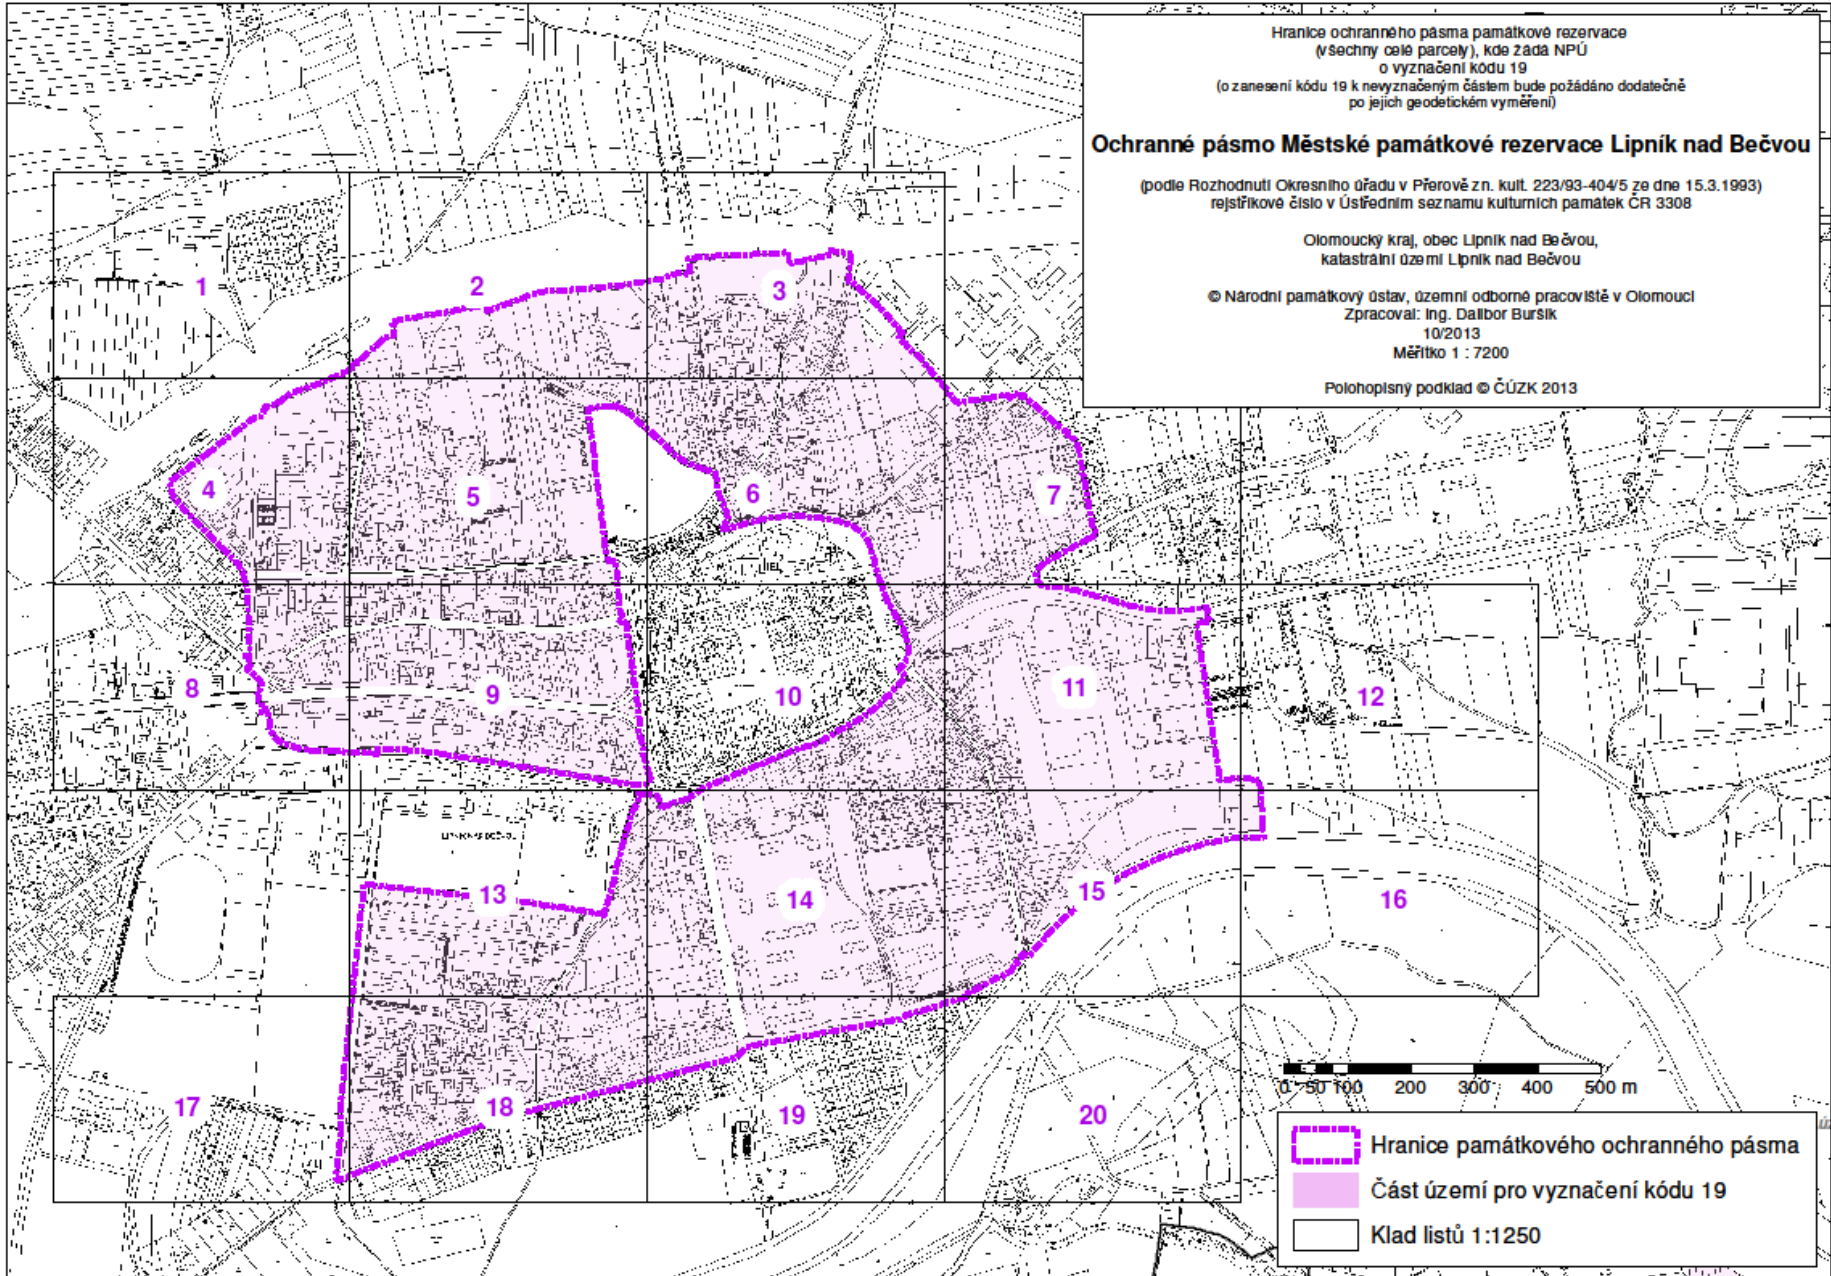 Hranice ochranného pásma památkové rezervace
(všechny celé parcely), kde žádá NPÚ
o vyznačení kódu 19
(o zanesení kódu 19 k nevyznačeným částem bude požádáno dodatečně
po jejich geodetickém vyměření)
Ochranné pásmo Městské památkové rezervace Lipník nad Bečvou
(podle Rozhodnutí Okresního úřadu v Přerově zn. kult. 223/93-404/5 ze dne 15.3.1993)
rejstříkové číslo v Ústředním seznamu kulturních památek ČR 3308
Olomoucký kraj, obec Lipník nad Bečvou,
katastrální území Lipník nad Bečvou
© Národní památkový ústav, územní odborné pracoviště v Olomouci
Zpracoval: Ing. Dalibor Buršík
10/2013
Měřítko 1 : 7200
Polohopisný podklad © ČÚZK 2013
1
2
3
4
5
6
7
8
9
10
11
12
13
14
15
16
17
18
19
20
0 50 100 200 300 400 500 m
Hranice památkového ochranného pásma
Část území pro vyznačení kódu 19
Klad listů 1:1250